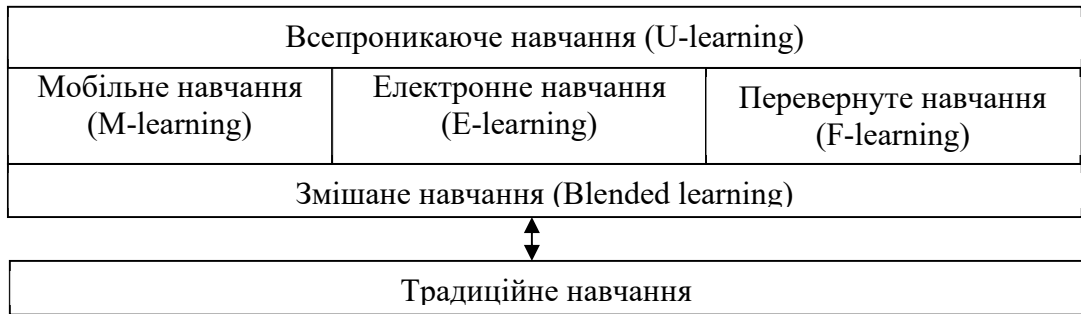 Всепроникаюче навчання (U-learning)
Мобільне навчання
(M-learning)
Електронне навчання
(E-learning)
Перевернуте навчання
(F-learning)
Змішане навчання (Blended learning)
Традиційне навчання